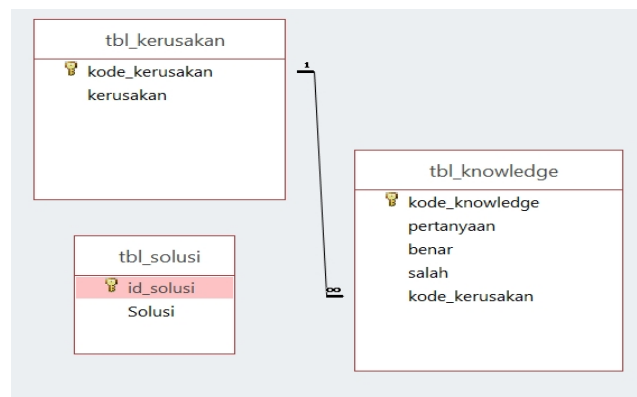 tbl_kerusakan
kode_kerusakan
kerusakan
1
tbl_knowledge
kode_knowledge
pertanyaan
benar
salah
kode_kerusakan
∞
tbl_solusi
id_solusi
Solusi